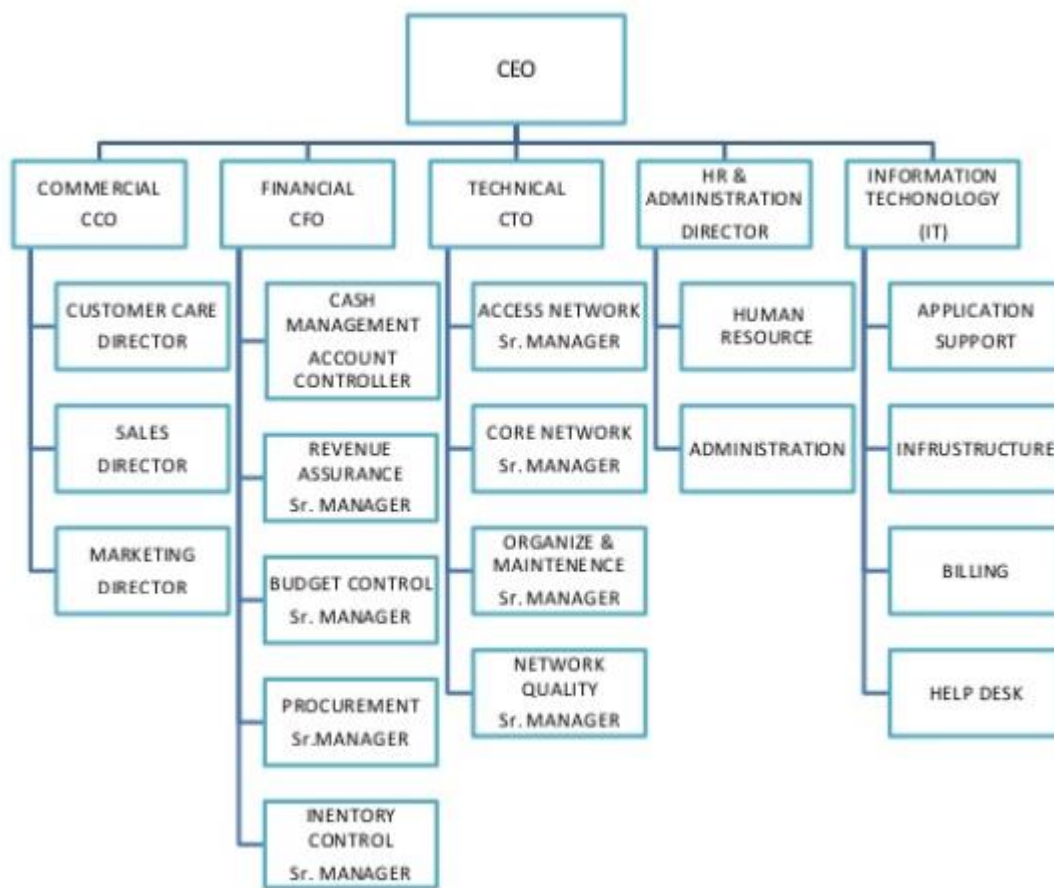 CEO
COMMERCIAL
CCO
FINANCIAL
CFO
TECHNICAL
CTO
HR &
ADMINISTRATION
DIRECTOR
INFORMATION
TECHONOLOGY
(IT)
CUSTOMER CARE
DIRECTOR
SALES
DIRECTOR
MARKETING
DIRECTOR
CASH
MANAGEMENT
ACCOUNT
CONTROLLER
REVENUE
ASSURANCE
Sr. MANAGER
BUDGET CONTROL
Sr. MANAGER
PROCUREMENT
Sr.MANAGER
INENTORY
CONTROL
Sr. MANAGER
ACCESS NETWORK
Sr. MANAGER
CORE NETWORK
Sr. MANAGER
ORGANIZE &
MAINTENENCE
Sr. MANAGER
NETWORK
QUALITY
Sr. MANAGER
HUMAN
RESOURCE
ADMINISTRATION
APPLICATION
SUPPORT
INFRUSTRUCTURE
BILLING
HELP DESK